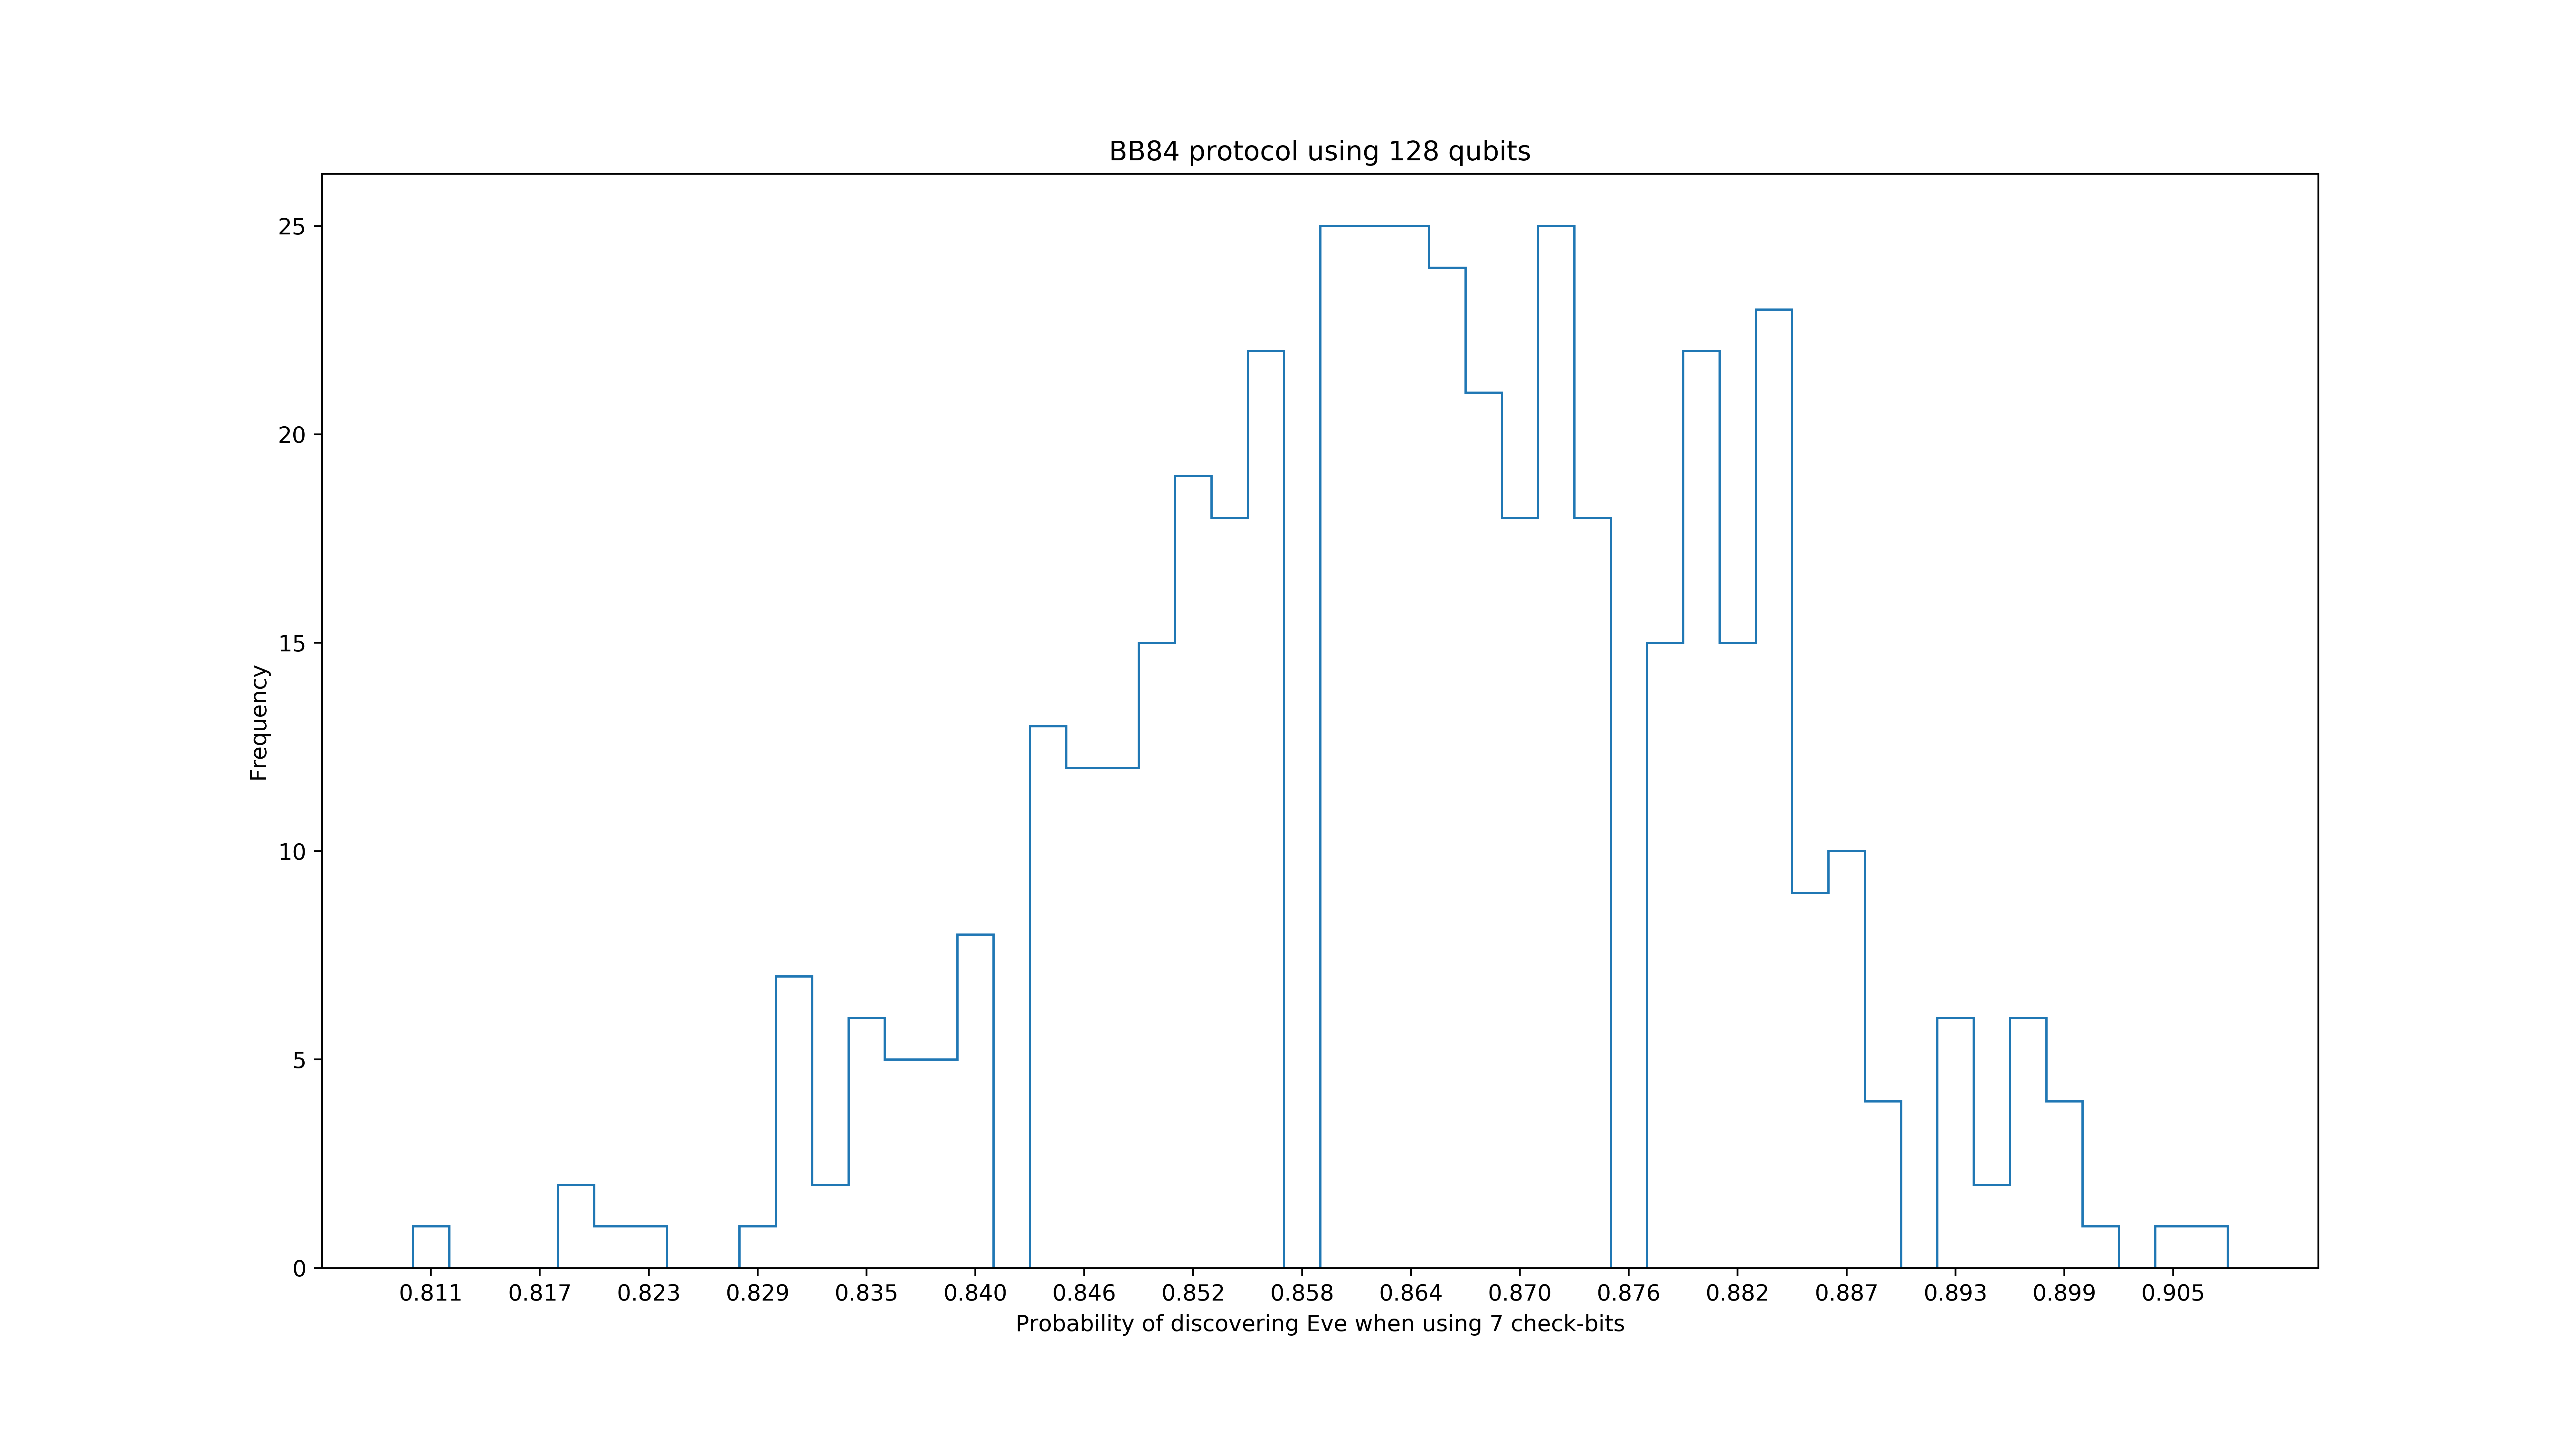 BB84 protocol using 128 qubits
25
20
15
10
5
0
Frequency
0.811 0.817 0.823 0.829 0.835 0.840 0.846 0.852 0.858 0.864 0.870 0.876 0.882 0.887 0.893 0.899 0.905
Probability of discovering Eve when using 7 check-bits